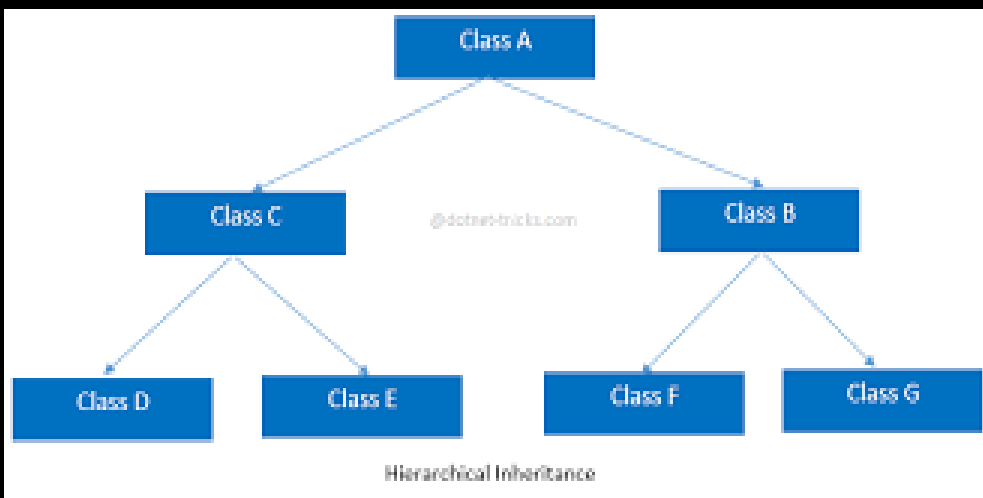 Class A
Class C
@dotnet-tricks.com
Class B
Class D
Class E
Class F
Class G
Hierarchical Inheritance